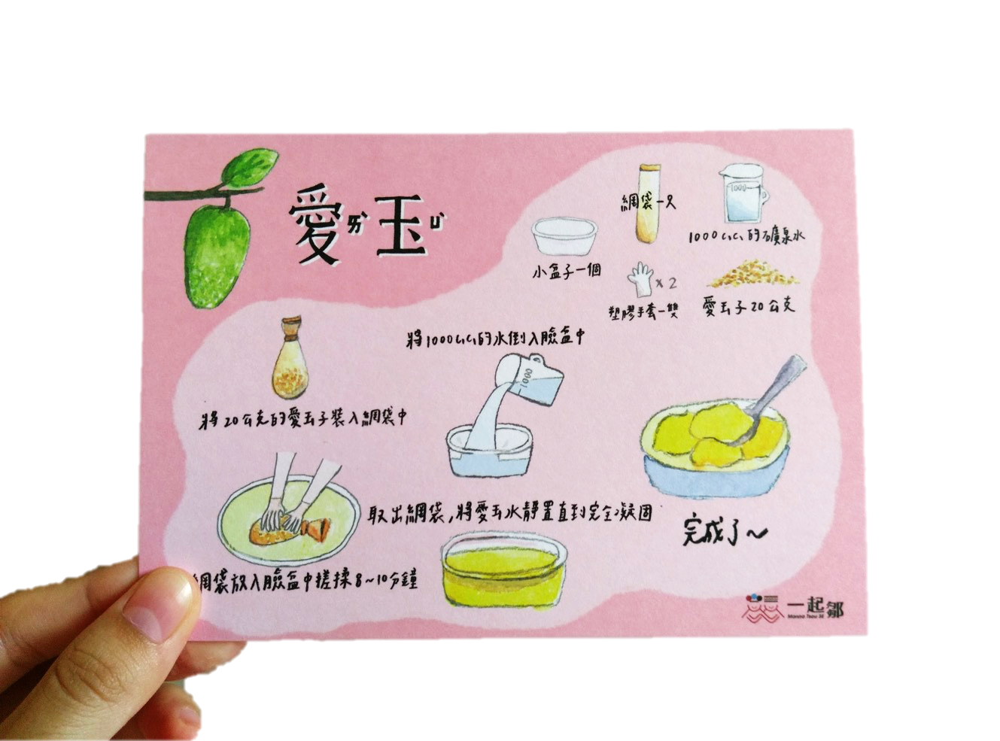 愛ㄞˋ玉ㄩˋ
小盒子一個
綢袋一只
1000
1000c.c.的礦泉水
x2
塑膠手套一雙
愛玉子20公克
將20公克的愛玉子裝入綢袋中
將1000c.c.的水倒入臉盆中
1000
綢袋放入臉盆中搓揉8~10分鐘
取出綢袋,將愛玉水靜置直到完全凝固
完成了~
一起鄒